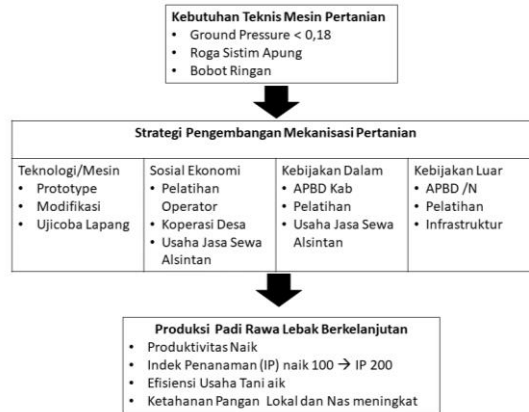 Kebutuhan Teknis Mesin Pertanian
• Ground Pressure < 0,18
• Roga Sistim Apung
• Bobot Ringan
Strategi Pengembangan Mekanisasi Pertanian
Teknologi/Mesin
• Prototype
• Modifikasi
• Ujicoba Lapang
Sosial Ekonomi
• Pelatihan
Operator
• Koperasi Desa
• Usaha Jasa Sewa
Alsintan
Kebijakan Dalam
• APBD Kab
• Pelatihan
• Usaha Jasa Sewa
Alsintan
Kebijakan Luar
• APBD /N
• Pelatihan
• Infrastruktur
Produksi Padi Rawa Lebak Berkelanjutan
• Produktivitas Naik
• Indek Penanaman (IP) naik 100 → IP 200
• Efisiensi Usaha Tani aik
• Ketahanan Pangan Lokal dan Nas meningkat